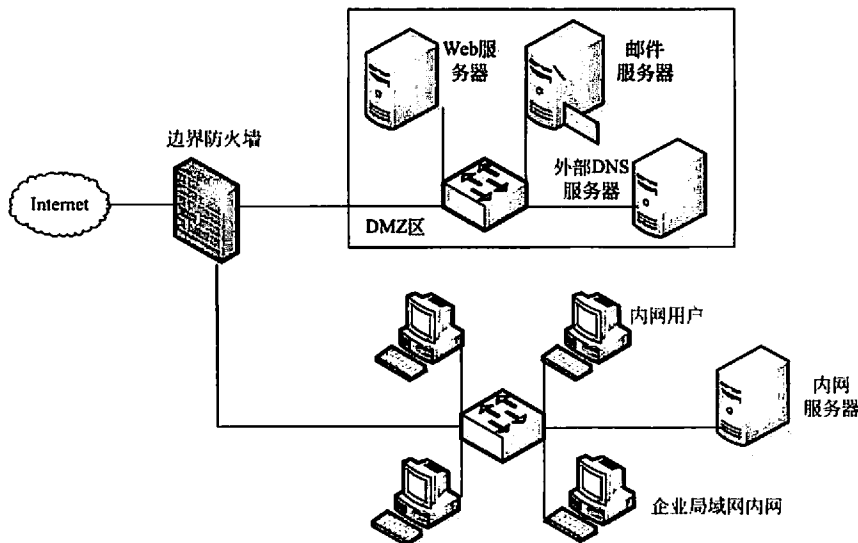 Web服
务器
邮件
服务器
边界防火墙
外部DNS
服务器
Internet
DMZ区
内网用户
内网
服务器
企业局域网内网